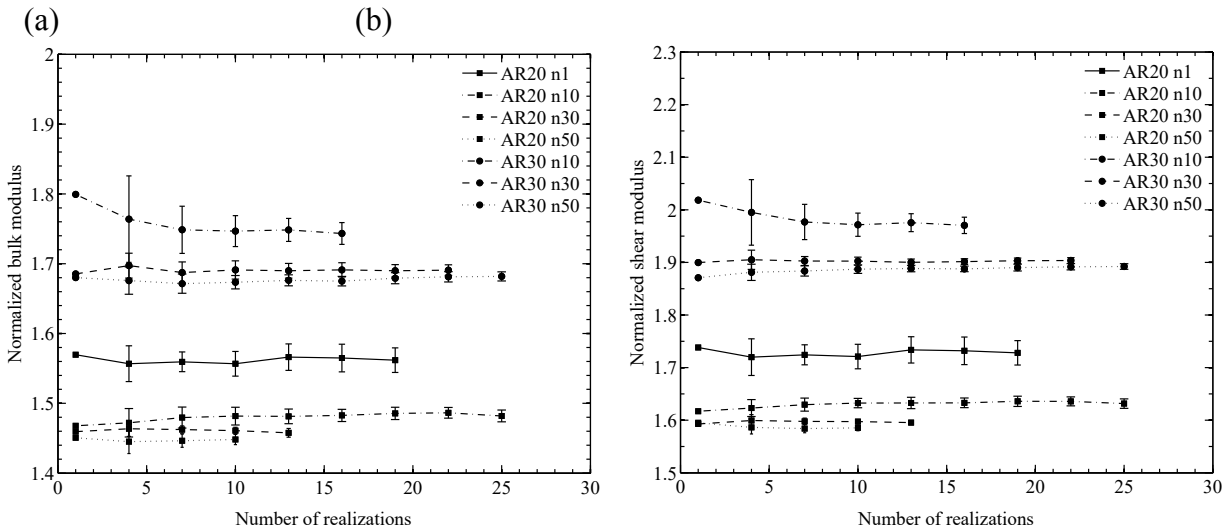 (a)
(b)
2
1.9
1.8
1.7
1.6
1.5
1.4
Normalized bulk modulus
AR20 n1
AR20 n10
AR20 n30
AR20 n50
AR30 n10
AR30 n30
AR30 n50
0 5 10 15 20 25 30
Number of realizations
2.3
2.2
2.1
2
1.9
1.8
1.7
1.6
1.5
Normalized shear modulus
AR20 n1
AR20 n10
AR20 n30
AR20 n50
AR30 n10
AR30 n30
AR30 n50
0 5 10 15 20 25 30
Number of realizations